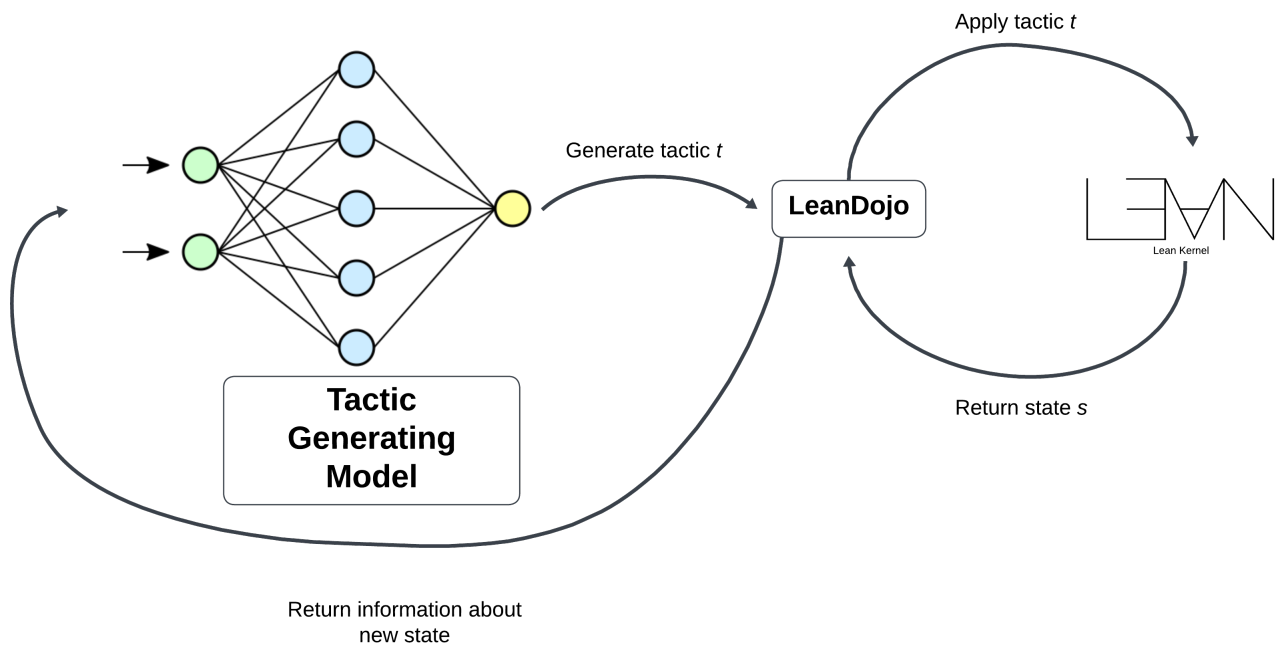 Apply tactic t
Generate tactic t
LeanDojo
LEAN
Lean Kernel
Tactic
Generating
Model
Return state s
Return information about
new state